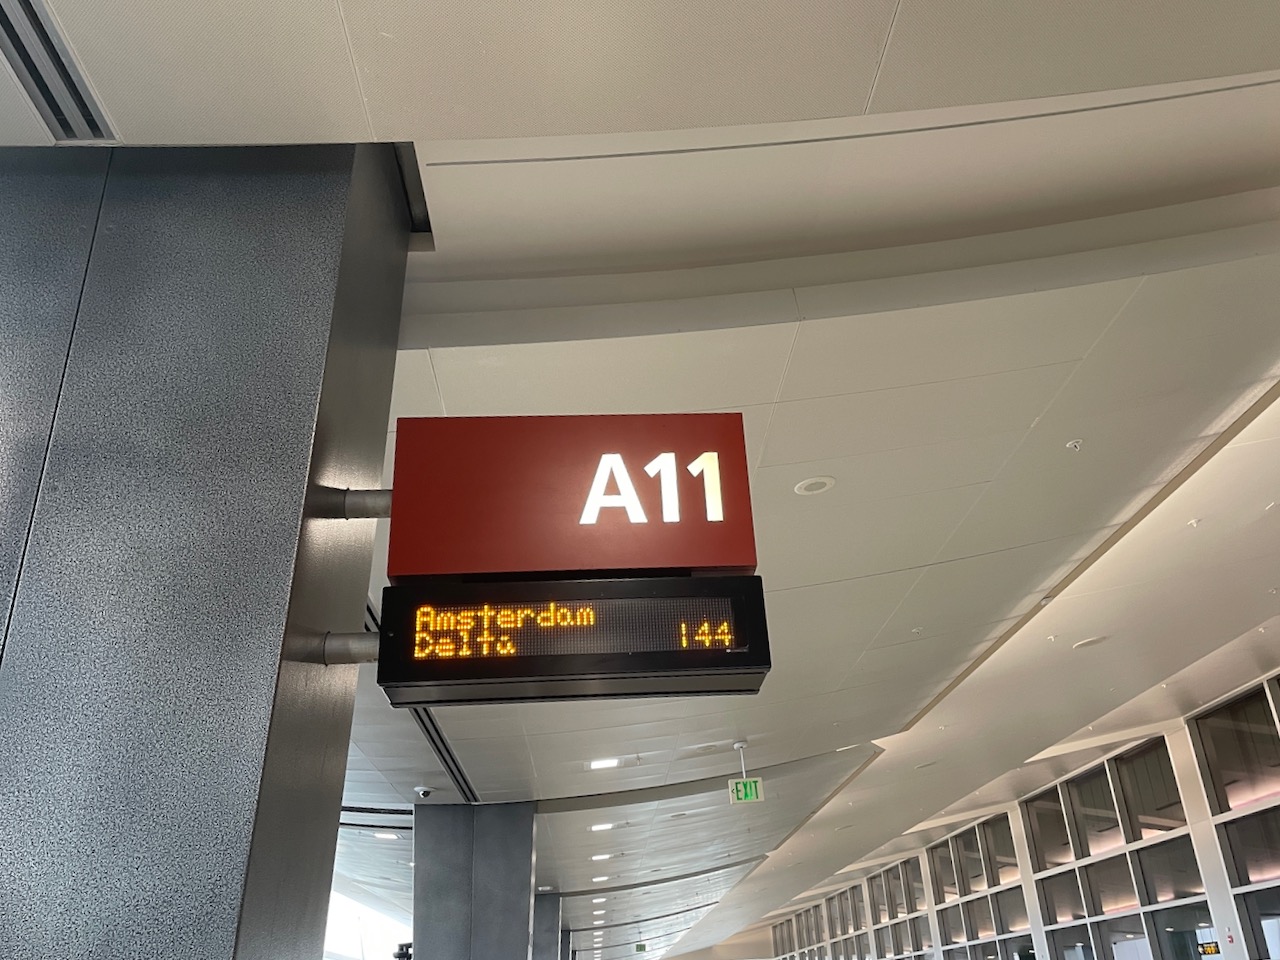 A11
Amsterdam
Delta 144
EXIT